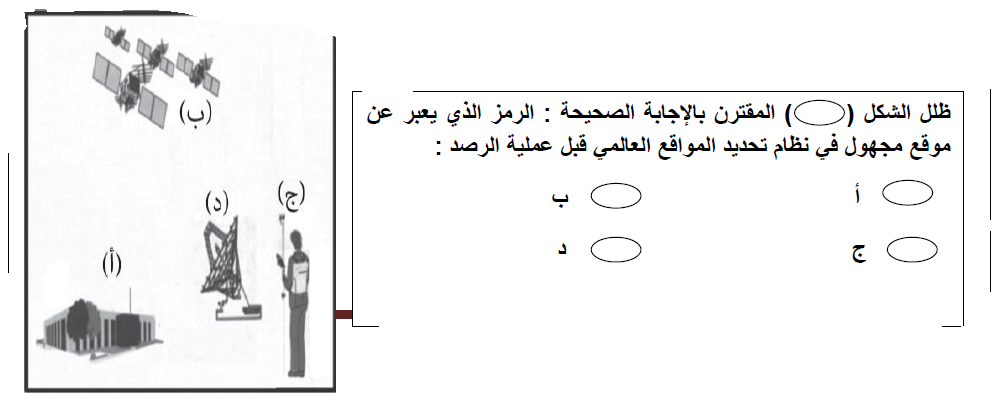 ظلل الشكل ( ) المقترن بالإجابة الصحيحة : الرمز الذي يعبر عن
موقع مجهول في نظام تحديد المواقع العالمي قبل عملية الرصد :
أ
ب
ج
د
(ب)
(ج)
(د)
(أ)